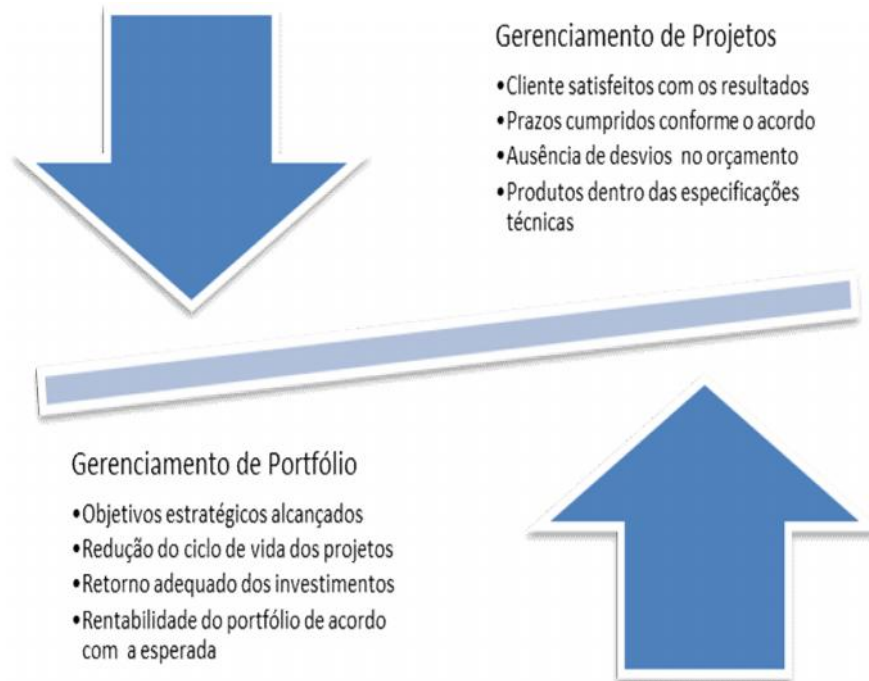 Gerenciamento de Projetos
•Cliente satisfeitos com os resultados
•Prazos cumpridos conforme o acordo
•Ausência de desvios no orçamento
•Produtos dentro das especificações
técnicas
Gerenciamento de Portfólio
•Objetivos estratégicos alcançados
•Redução do ciclo de vida dos projetos
•Retorno adequado dos investimentos
•Rentabilidade do portfólio de acordo
com a esperada